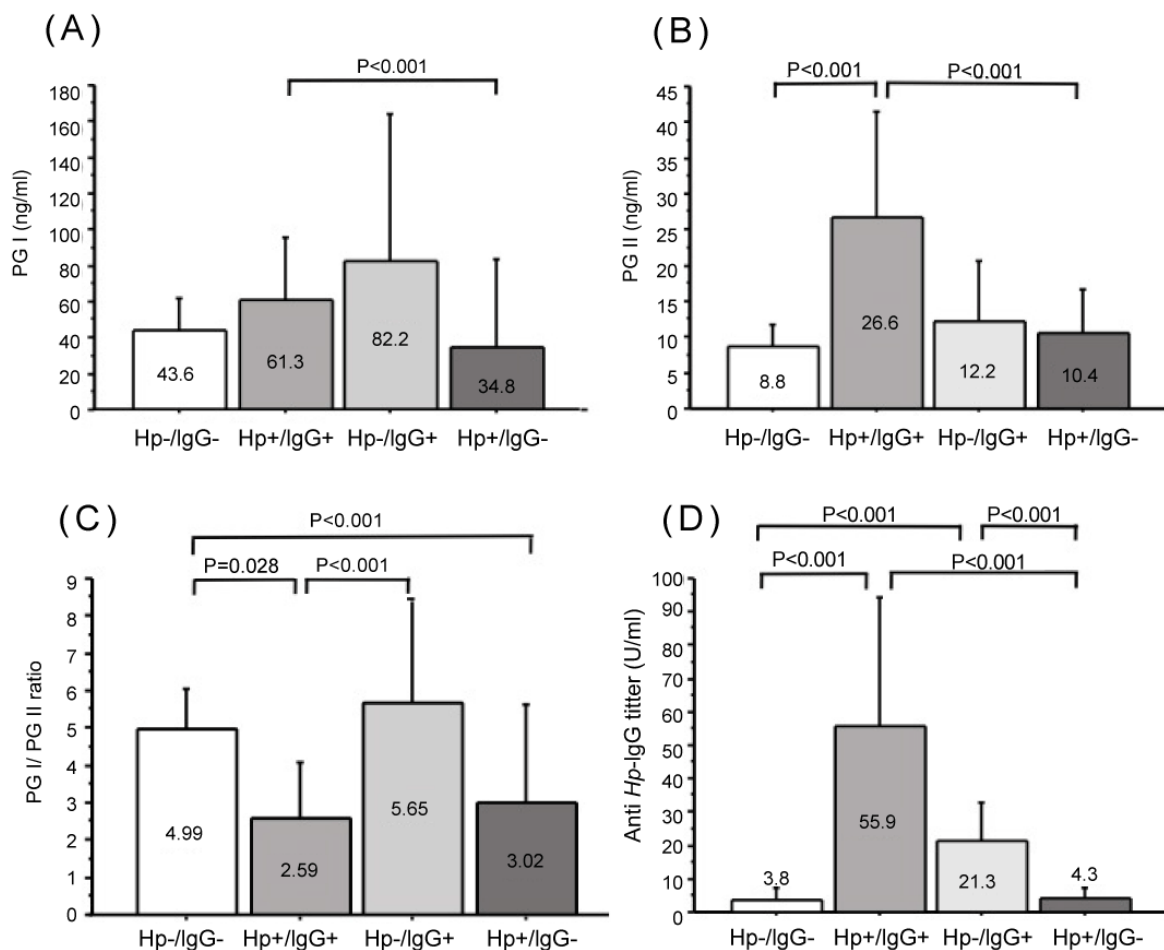 (A)
P<0.001
180
160
140
120
100
80
60
40
20
0
PG I (ng/ml)
43.6
61.3
82.2
34.8
Hp-/IgG-
Hp+/IgG+
Hp-/IgG+
Hp+/IgG-
(B)
P<0.001
P<0.001
45
40
35
30
25
20
15
10
5
0
PG II (ng/ml)
8.8
26.6
12.2
10.4
Hp-/IgG-
Hp+/IgG+
Hp-/IgG+
Hp+/IgG-
(C)
P<0.001
P=0.028
P<0.001
9
8
7
6
5
4
3
2
1
0
PG I/ PG II ratio
4.99
2.59
5.65
3.02
Hp-/IgG-
Hp+/IgG+
Hp-/IgG+
Hp+/IgG-
(D)
P<0.001
P<0.001
P<0.001
P<0.001
100
90
80
70
60
50
40
30
20
10
0
Anti Hp-IgG titter (U/ml)
3.8
55.9
21.3
4.3
Hp-/IgG-
Hp+/IgG+
Hp-/IgG+
Hp+/IgG-